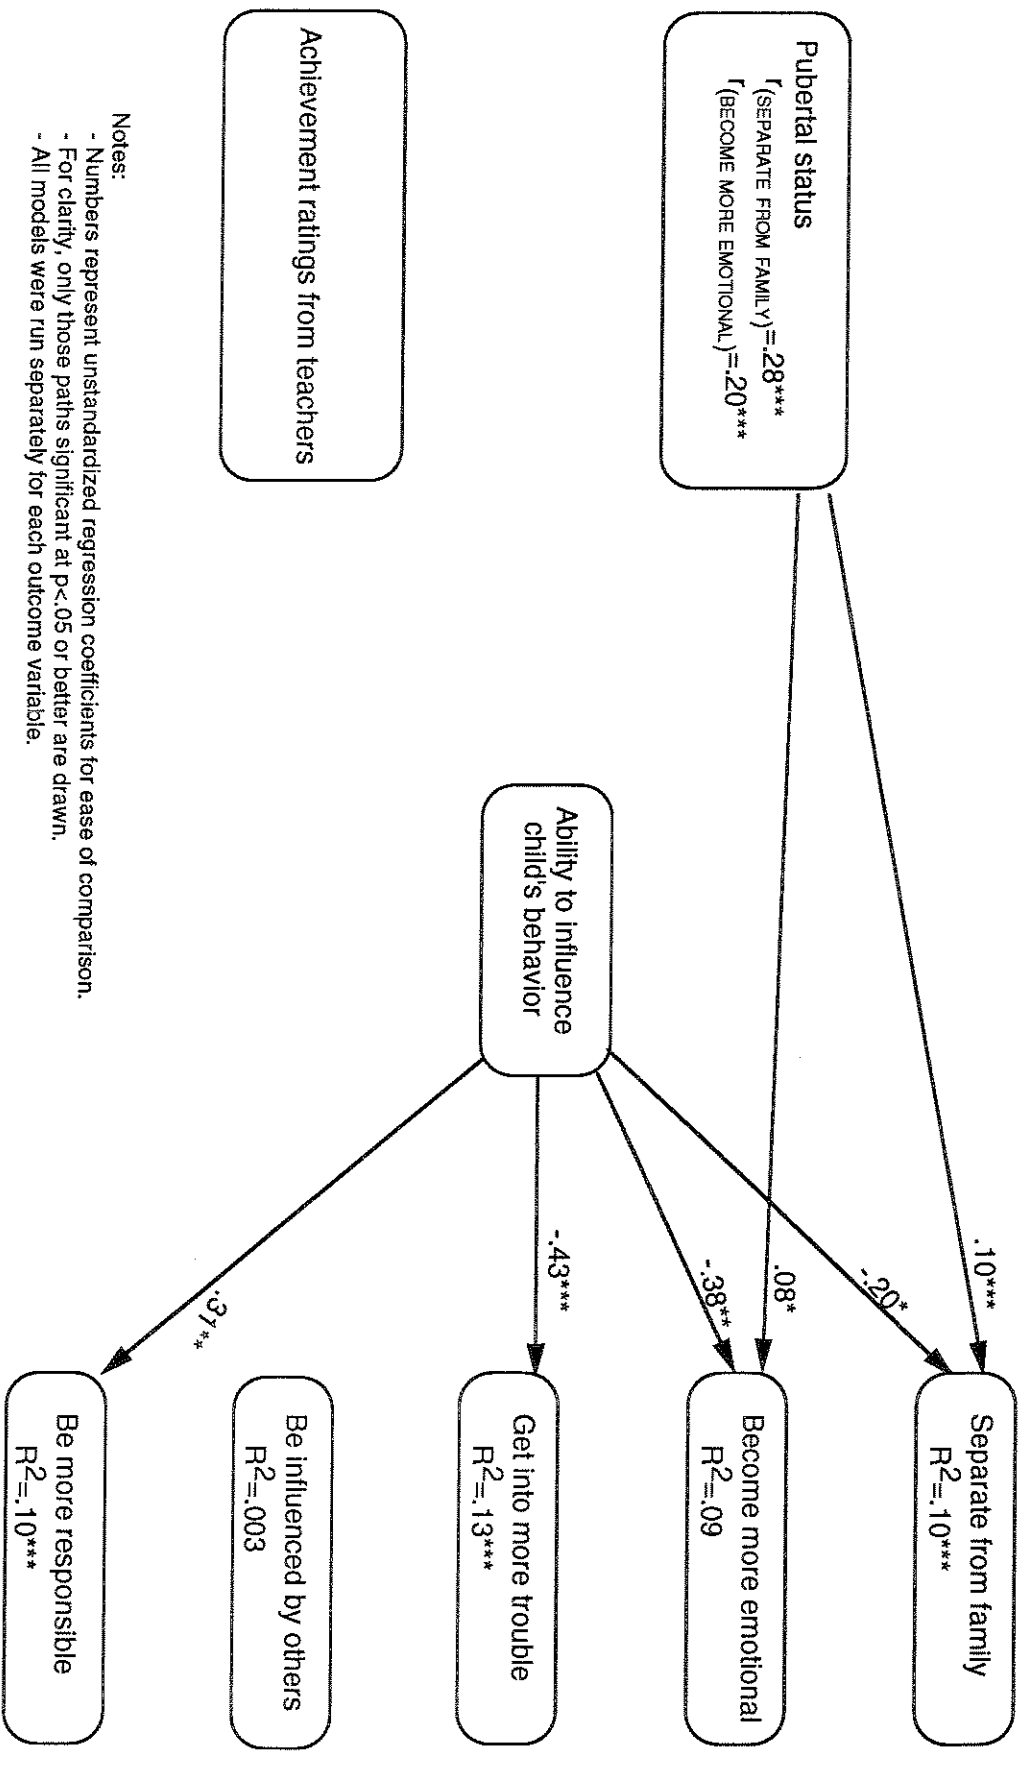 Pubertal status
r(SEPARATE FROM FAMILY)=.28***
r(BECOME MORE EMOTIONAL)=.20***
Achievement ratings from teachers
Ability to influence
child's behavior
.10***
-.20*
.08*
-.38**
-.43***
.31**
Separate from family
R2=.10***
Become more emotional
R2=.09
Get into more trouble
R2=.13***
Be influenced by others
R2=.003
Be more responsible
R2=.10***
Notes:
- Numbers represent unstandardized regression coefficients for ease of comparison.
- For clarity, only those paths significant at p<.05 or better are drawn.
- All models were run separately for each outcome variable.